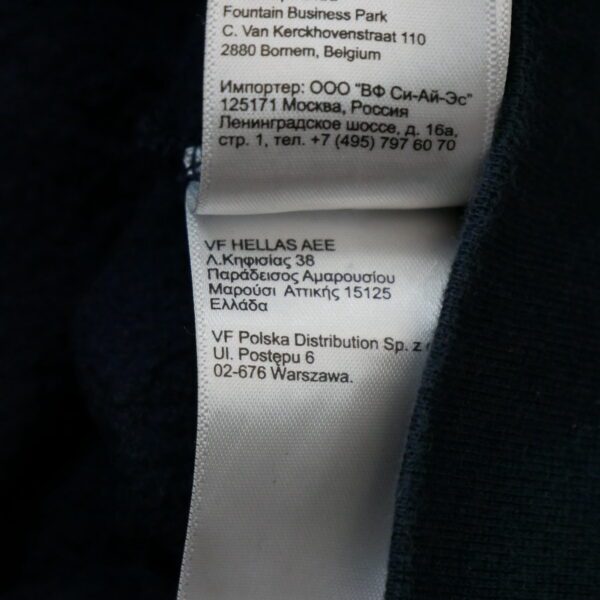 Fountain Business Park
C. Van Kerckhovenstraat 110
2880 Bornem, Belgium
Импортер: ООО "ВФ Си-Ай-Эс"
125171 Москва, Россия
Ленинградское шоссе, д. 16а,
стр. 1, тел. +7 (495) 797 60 70
VF HELLAS AEE
Λ.Κηφισίας 38
Παράδεισος Αμαρουσίου
Μαρούσι Αττικής 15125
Ελλάδα
VF Polska Distribution Sp. z
Ul. Postępu 6
02-676 Warszawa.